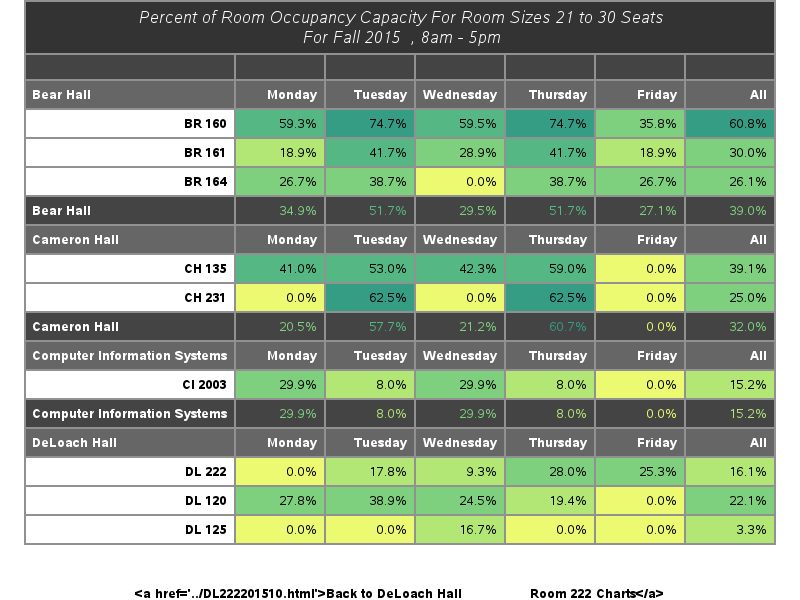 Percent of Room Occupancy Capacity For Room Sizes 21 to 30 Seats
For Fall 2015 , 8am - 5pm
Bear Hall Monday Tuesday Wednesday Thursday Friday All
BR 160 59.3% 74.7% 59.5% 74.7% 35.8% 60.8%
BR 161 18.9% 41.7% 28.9% 41.7% 18.9% 30.0%
BR 164 26.7% 38.7% 0.0% 38.7% 26.7% 26.1%
Bear Hall 34.9% 51.7% 29.5% 51.7% 27.1% 39.0%
Cameron Hall Monday Tuesday Wednesday Thursday Friday All
CH 135 41.0% 53.0% 42.3% 59.0% 0.0% 39.1%
CH 231 0.0% 62.5% 0.0% 62.5% 0.0% 25.0%
Cameron Hall 20.5% 57.7% 21.2% 60.7% 0.0% 32.0%
Computer Information Systems Monday Tuesday Wednesday Thursday Friday All
CI 2003 29.9% 8.0% 29.9% 8.0% 0.0% 15.2%
Computer Information Systems 29.9% 8.0% 29.9% 8.0% 0.0% 15.2%
DeLoach Hall Monday Tuesday Wednesday Thursday Friday All
DL 222 0.0% 17.8% 9.3% 28.0% 25.3% 16.1%
DL 120 27.8% 38.9% 24.5% 19.4% 0.0% 22.1%
DL 125 0.0% 0.0% 16.7% 0.0% 0.0% 3.3%
<a href='../DL222201510.html'>Back to DeLoach Hall Room 222 Charts</a>